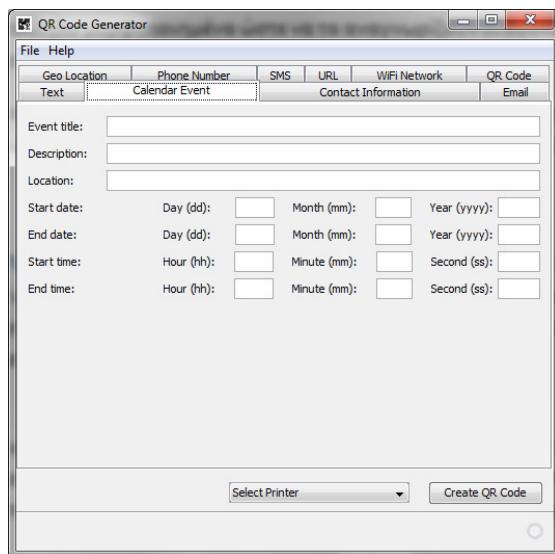 QR Code Generator
File Help
Geo Location Phone Number SMS URL WiFi Network QR Code
Text Calendar Event Contact Information Email
Event title:
Description:
Location:
Start date: Day (dd): Month (mm): Year (yyyy):
End date: Day (dd): Month (mm): Year (yyyy):
Start time: Hour (hh): Minute (mm): Second (ss):
End time: Hour (hh): Minute (mm): Second (ss):
Select Printer Create QR Code